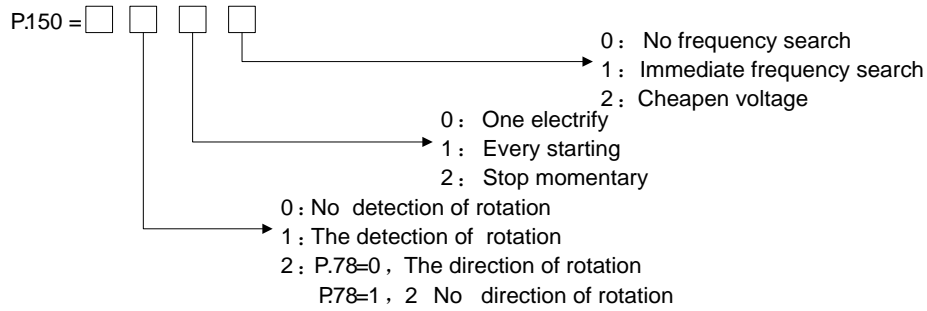 P.150 = □ □ □ □
0： No frequency search
1： Immediate frequency search
2： Cheapen voltage
0： One electrify
1： Every starting
2： Stop momentary
0：No detection of rotation
1：The detection of rotation
2：P.78=0，The direction of rotation
P.78=1，2 No direction of rotation